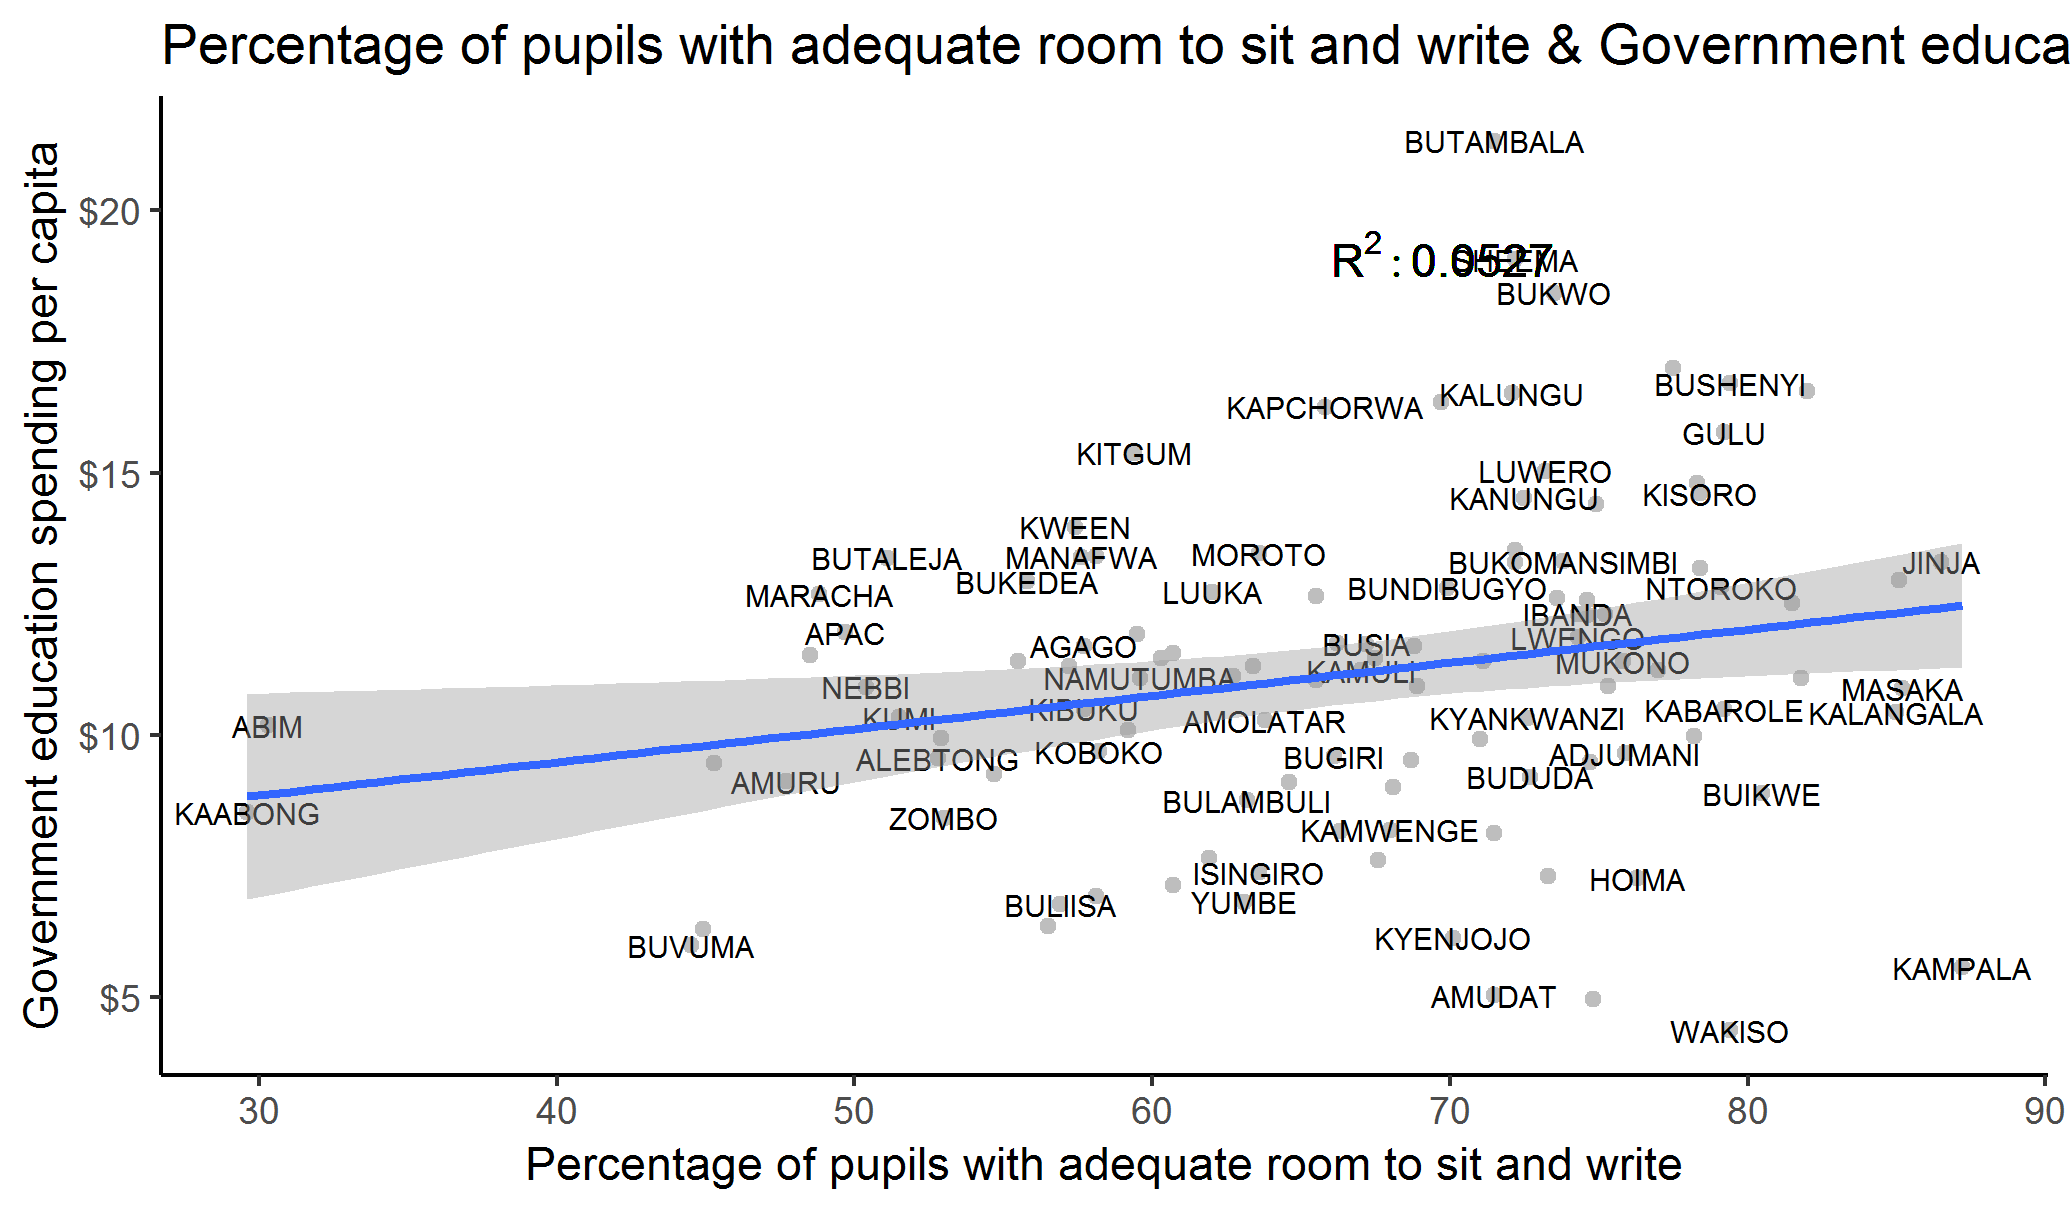 Percentage of pupils with adequate room to sit and write & Government educa
Government education spending per capita
$20
$15
$10
$5
BUTAMBALA
R2 : 0.0527
SHEEMA
BUKWO
BUSHENYI
KALUNGU
KAPCHORWA
GULU
KITGUM
LUWERO
KANUNGU
KISORO
KWEEN
BUTALEJA
MANAFWA
MOROTO
BUKOMANSIMBI
JINJA
BUKEDEA
MARACHA
LUUKA
BUNDIBUGYO
NTOROKO
IBANDA
APAC
AGAGO
BUSIA
LWENGO
KAMULI
MUKONO
NEBBI
NAMUTUMBA
MASAKA
KUMI
KIBUKU
AMOLATAR
KYANKWANZI
KABAROLE
KALANGALA
ABIM
ALEBTONG
KOBOKO
BUGIRI
ADJUMANI
AMURU
BUDUDA
BULAMBULI
BUIKWE
KAABONG
ZOMBO
KAMWENGE
ISINGIRO
HOIMA
BULIISA
YUMBE
BUVUMA
KYENJOJO
KAMPALA
AMUDAT
WAKISO
30 40 50 60 70 80 90
Percentage of pupils with adequate room to sit and write